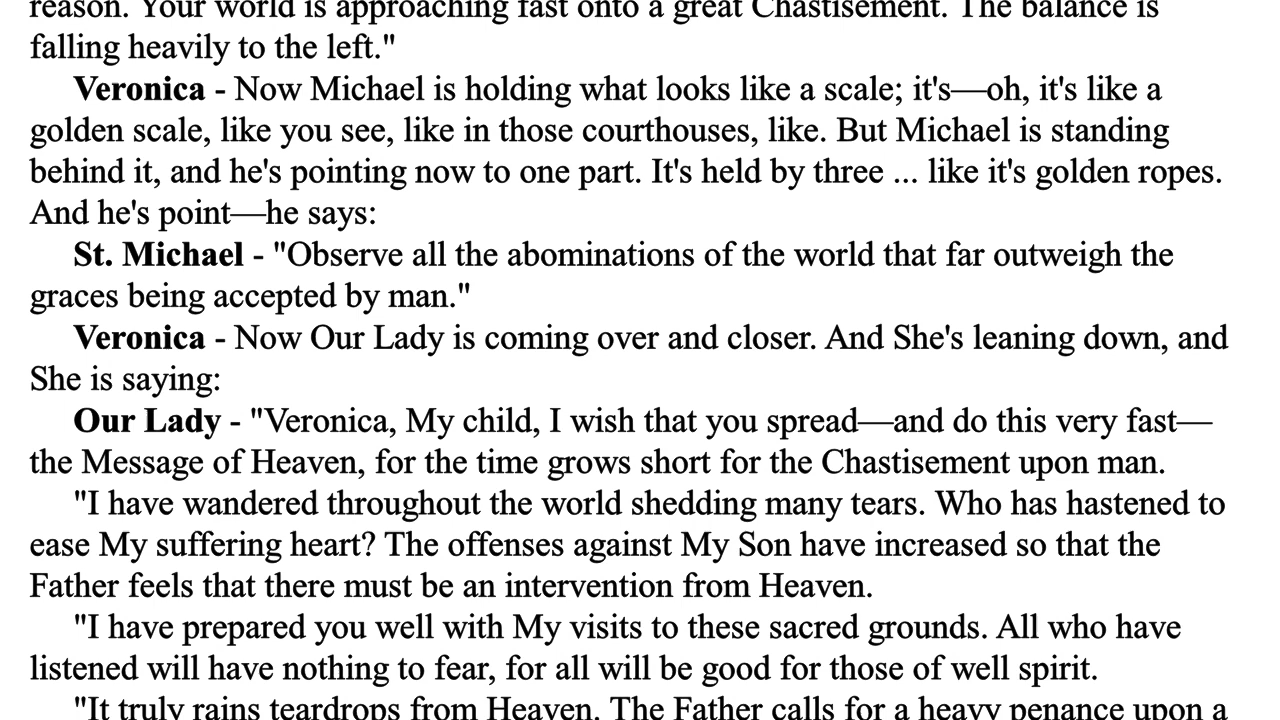 reason. Your world is approaching fast onto a great Chastisement. The balance is
falling heavily to the left."
Veronica - Now Michael is holding what looks like a scale; it's—oh, it's like a
golden scale, like you see, like in those courthouses, like. But Michael is standing
behind it, and he's pointing now to one part. It's held by three ... like it's golden ropes.
And he's point—he says:
St. Michael - "Observe all the abominations of the world that far outweigh the
graces being accepted by man."
Veronica - Now Our Lady is coming over and closer. And She's leaning down, and
She is saying:
Our Lady - "Veronica, My child, I wish that you spread—and do this very fast—
the Message of Heaven, for the time grows short for the Chastisement upon man.
"I have wandered throughout the world shedding many tears. Who has hastened to
ease My suffering heart? The offenses against My Son have increased so that the
Father feels that there must be an intervention from Heaven.
"I have prepared you well with My visits to these sacred grounds. All who have
listened will have nothing to fear, for all will be good for those of well spirit.
"It truly rains teardrops from Heaven. The Father calls for a heavy penance upon a